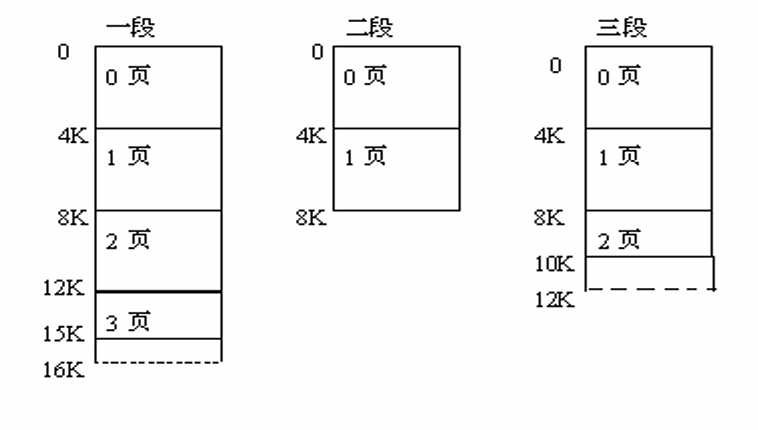 一段 二段 三段
0 0 0
0 页 0 页 0 页
4K 4K 4K
1 页 1 页 1 页
8K 8K 8K
2 页 2 页
10K
12K 12K
3 页
15K
16K